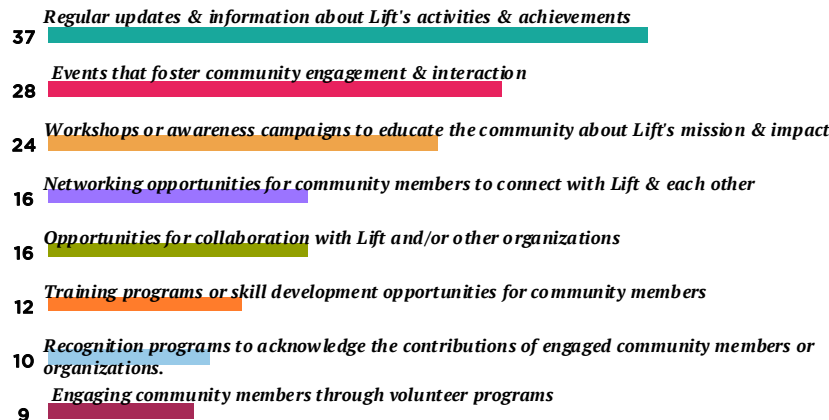 Regular updates & information about Lift's activities & achievements
37
Events that foster community engagement & interaction
28
Workshops or awareness campaigns to educate the community about Lift's mission & impact
24
Networking opportunities for community members to connect with Lift & each other
16
Opportunities for collaboration with Lift and/or other organizations
16
Training programs or skill development opportunities for community members
12
Recognition programs to acknowledge the contributions of engaged community members or
10
organizations.
Engaging community members through volunteer programs
9